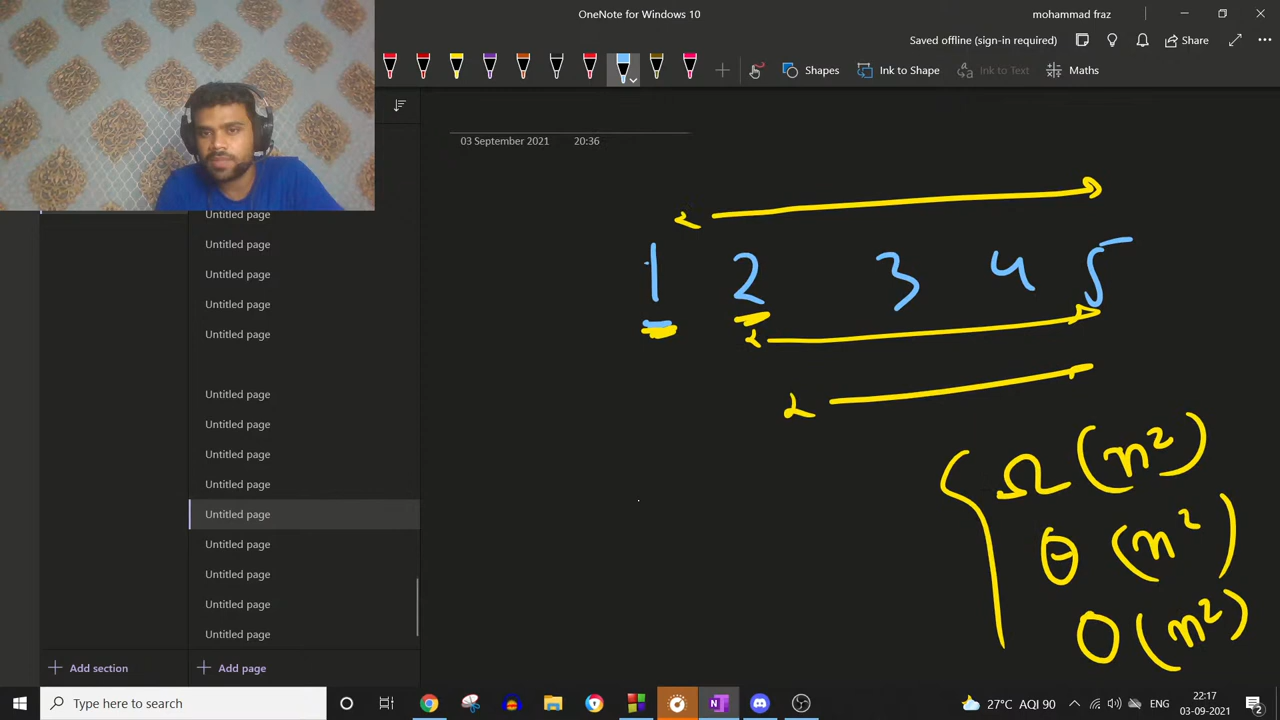 OneNote for Windows 10
mohammad fraz
Saved offline (sign-in required)
Share
Shapes
Ink to Shape
Ink to Text
Maths
03 September 2021 20:36
Untitled page
Untitled page
Untitled page
Untitled page
Untitled page
Untitled page
Untitled page
Untitled page
Untitled page
Untitled page
Untitled page
Untitled page
Untitled page
Untitled page
1 2 3 4 5
Ω (n²)
θ (n²)
O (n²)
Add section
Add page
Type here to search
27°C AQI 90
ENG
22:17
03-09-2021
2